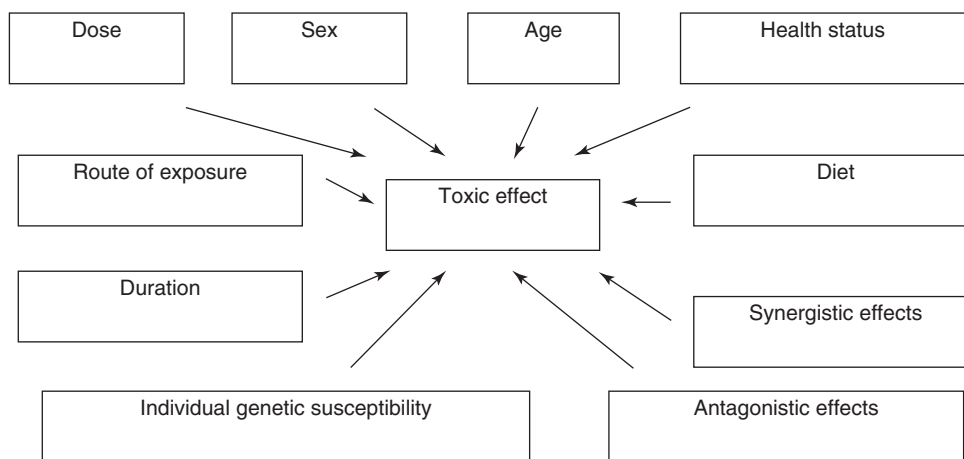 Dose
Sex
Age
Health status
Route of exposure
Toxic effect
Diet
Duration
Synergistic effects
Individual genetic susceptibility
Antagonistic effects